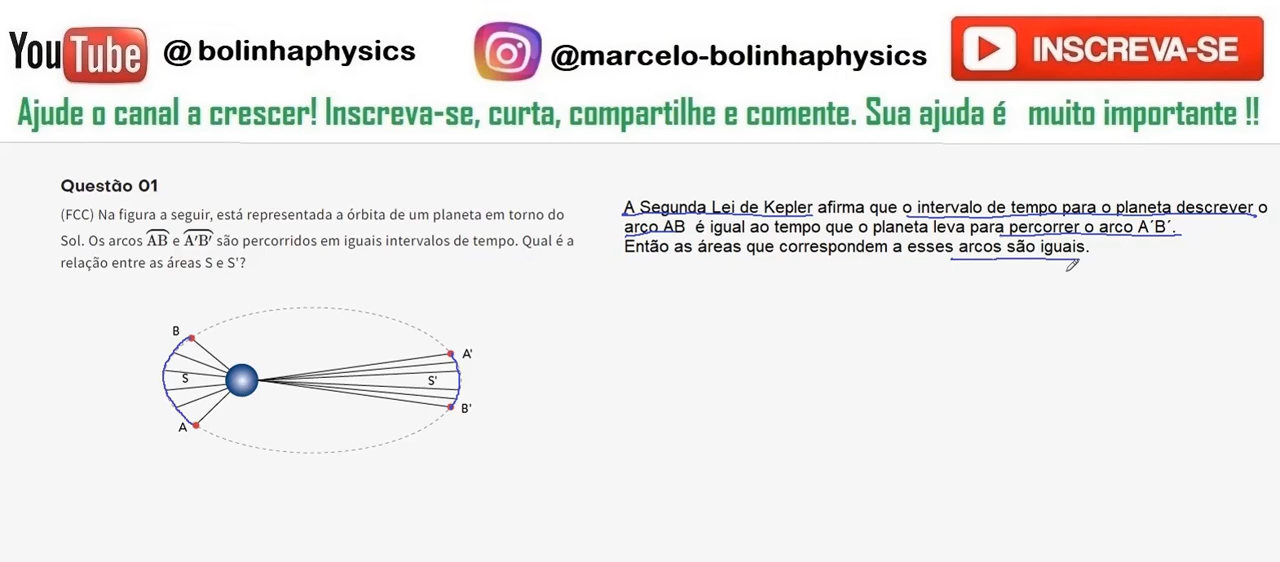 YouTube @bolinhaphysics @marcelo-bolinhaphysics INSCREVA-SE
Ajude o canal a crescer! Inscreva-se, curta, compartilhe e comente. Sua ajuda é muito importante !!
Questão 01
(FCC) Na figura a seguir, está representada a órbita de um planeta em torno do
Sol. Os arcos AB e A'B' são percorridos em iguais intervalos de tempo. Qual é a
relação entre as áreas S e S'?
A Segunda Lei de Kepler afirma que o intervalo de tempo para o planeta descrever o
arco AB é igual ao tempo que o planeta leva para percorrer o arco A´B´.
Então as áreas que correspondem a esses arcos são iguais.
B
A'
S
S'
B'
A